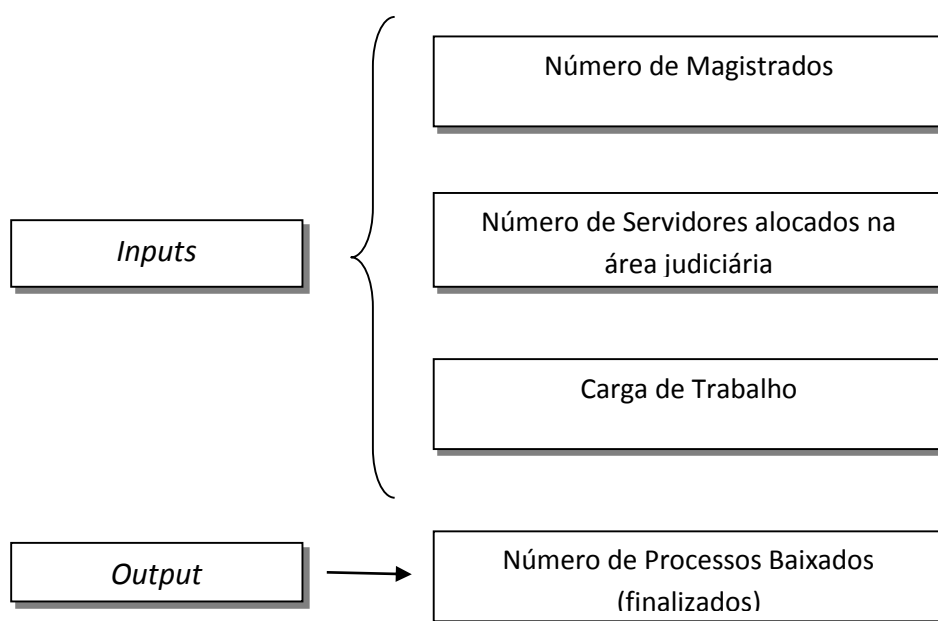 Número de Magistrados
Inputs
Número de Servidores alocados na
área judiciária
Carga de Trabalho
Output
Número de Processos Baixados
(finalizados)